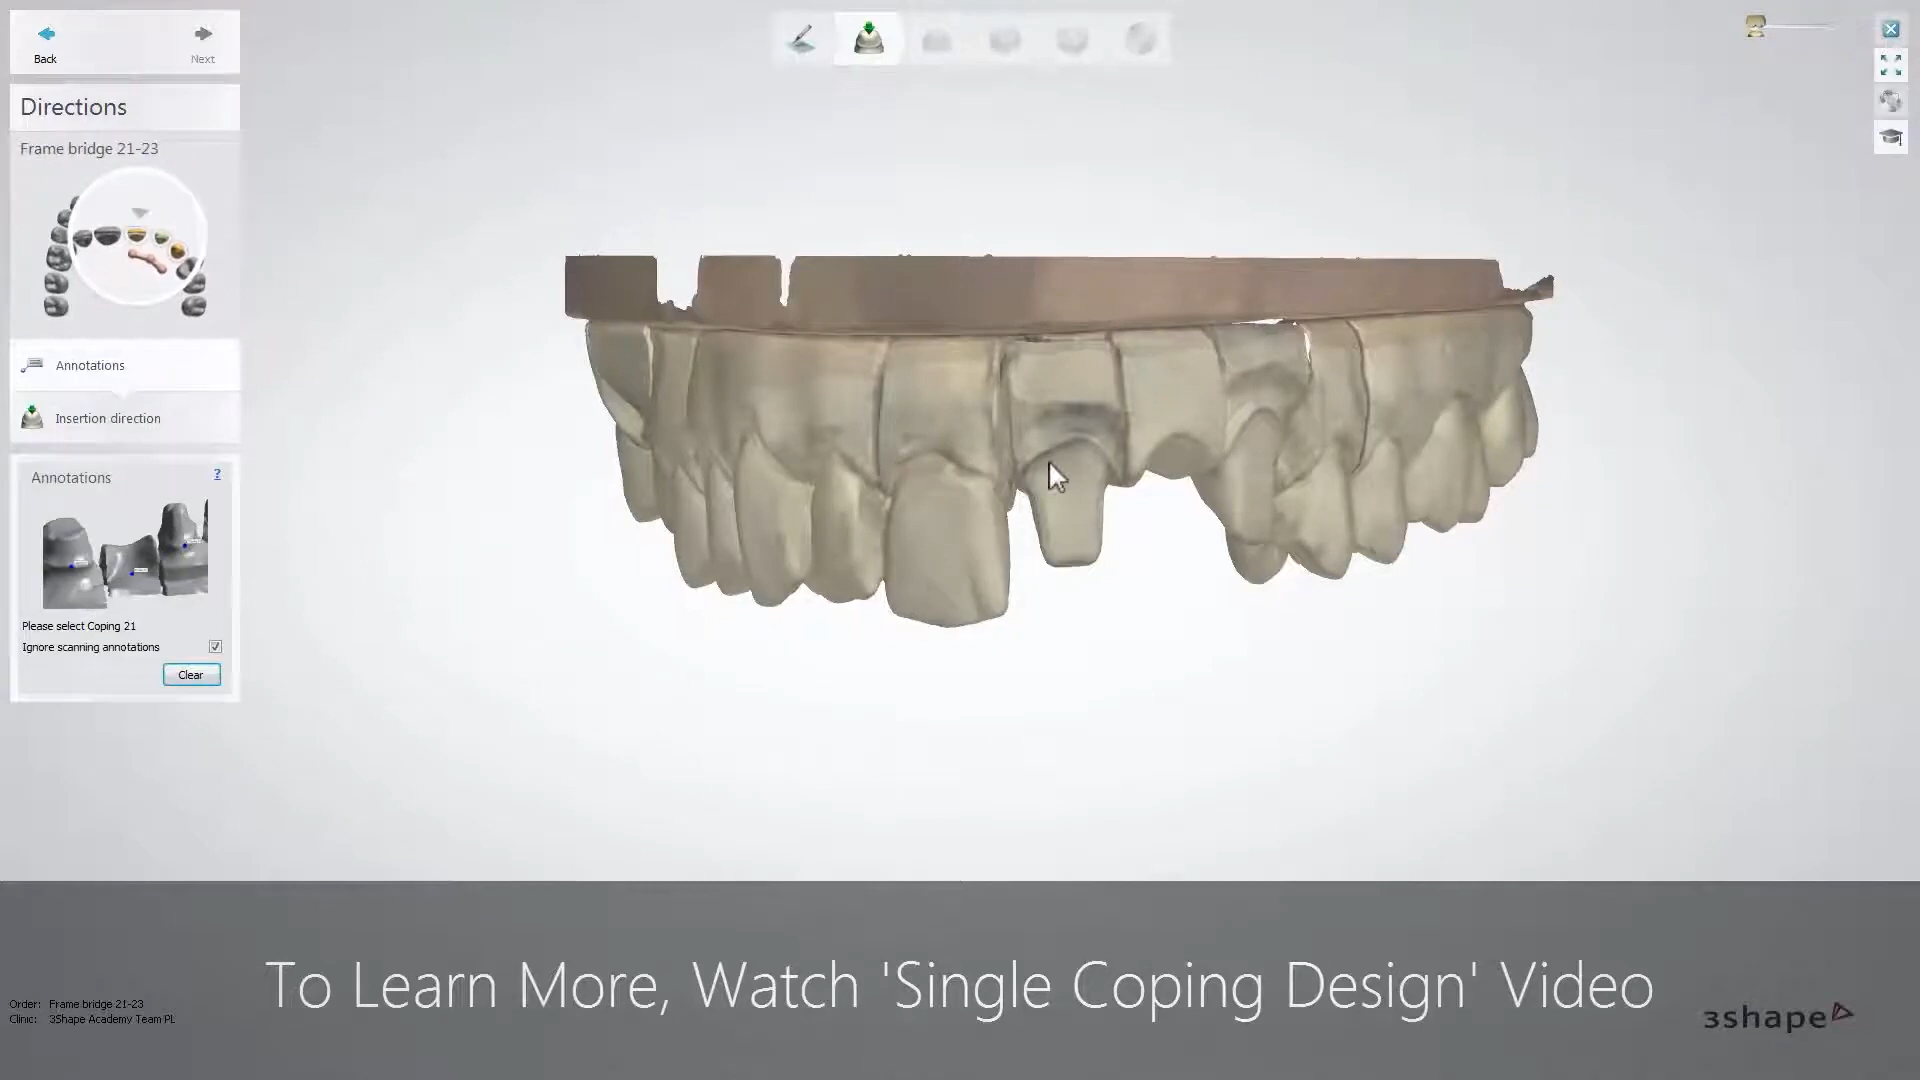 Back
Next
Directions
Frame bridge 21-23
Annotations
Insertion direction
Annotations
?
Please select Coping 21
Ignore scanning annotations
Clear
To Learn More, Watch 'Single Coping Design' Video
Order: Frame bridge 21-23
Clinic: 3Shape Academy Team PL
3shape